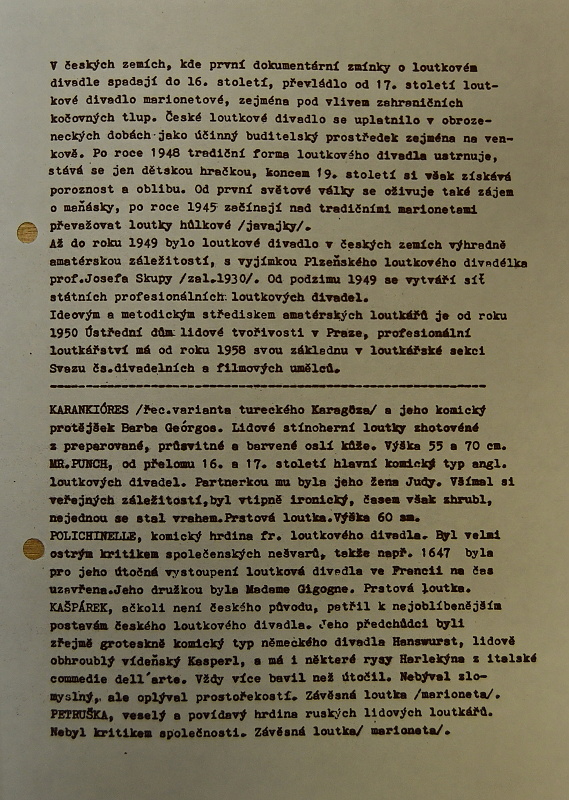 V českých zemích, kde první dokumentární zmínky o loutkovém
divadle spadají do 16. století, převládlo od 17. století lout-
kové divadlo marionetové, zejména pod vlivem zahraničních
kočovných tlup. České loutkové divadlo se uplatnilo v obroze-
neckých dobách jako účinný buditelský prostředek zejména na ven-
kově. Po roce 1948 tradiční forma loutkového divadla ustrnuje,
stává se jen dětskou hračkou, koncem 19. století si však získává
poroznost a oblibu. Od první světové války se oživuje také zájem
o meňásky, po roce 1945 začínají nad tradičními marionetami
převažovat loutky hůlkové /javajky/.
Až do roku 1949 bylo loutkové divadlo v českých zemích výhradně
amatérskou záležitostí, s vyjímkou Plzeňského loutkového divadélka
prof.Josefa Skupy /zal.1930/. Od podzimu 1949 se vytváří síť
státních profesionálních loutkových divadel.
Ideovým a metodickým střediskem amatérských loutkářů je od roku
1950 Ústřední dům lidové tvořivosti v Praze, profesionální
loutkářství má od roku 1958 svou základnu v loutkářské sekci
Svazu čs.divadelních a filmových umělců.
------------------------------------------------------------
KARANKIÓRES /řec.varianta tureckého Karagöza/ a jeho komický
protějšek Barba Geórgos. Lidové stínoherní loutky zhotovéné
z preparované, průsvitné a barvené oslí kůže. Výška 55 a 70 cm.
MR.PUNCH, od přelomu 16. a 17. století hlavní komický typ angl.
loutkových divadel. Partnerkou mu byla jeho žena Judy. Všímal si
veřejných záležitostí,byl vtipně ironický, časem však zhrubl,
nejednou se stal vrahem.Prstová loutka.Výška 60 sm.
POLICHINELLE, komický hrdina fr. loutkového divadla. Byl velmi
ostrým kritikem společenských nešvarů, takže např. 1647 byla
pro jeho útočná vystoupení loutková divadla ve Francii na čas
uzavřena.Jeho družkou byla Madame Gigogne. Prstová loutka.
KAŠPÁREK, ačkoli není českého původu, patřil k nejoblíbenějším
postavám českého loutkového divadla. Jeho předchůdci byli
zřejmě groteskně komický typ německého divadla Hanswurst, lidově
obhroublý vídeňský Kasperl, a má i některé rysy Harlekýna z italské
commedie dell´arte. Vždy více bavil než útočil. Nebýval zlo-
myslný, ale oplýval prostořekostí. Závěsná loutka /marioneta/.
PETRUŠKA, veselý a povídavý hrdina ruských lidových loutkářů.
Nebyl kritikem společnosti. Závěsná loutka/ marioneta/.